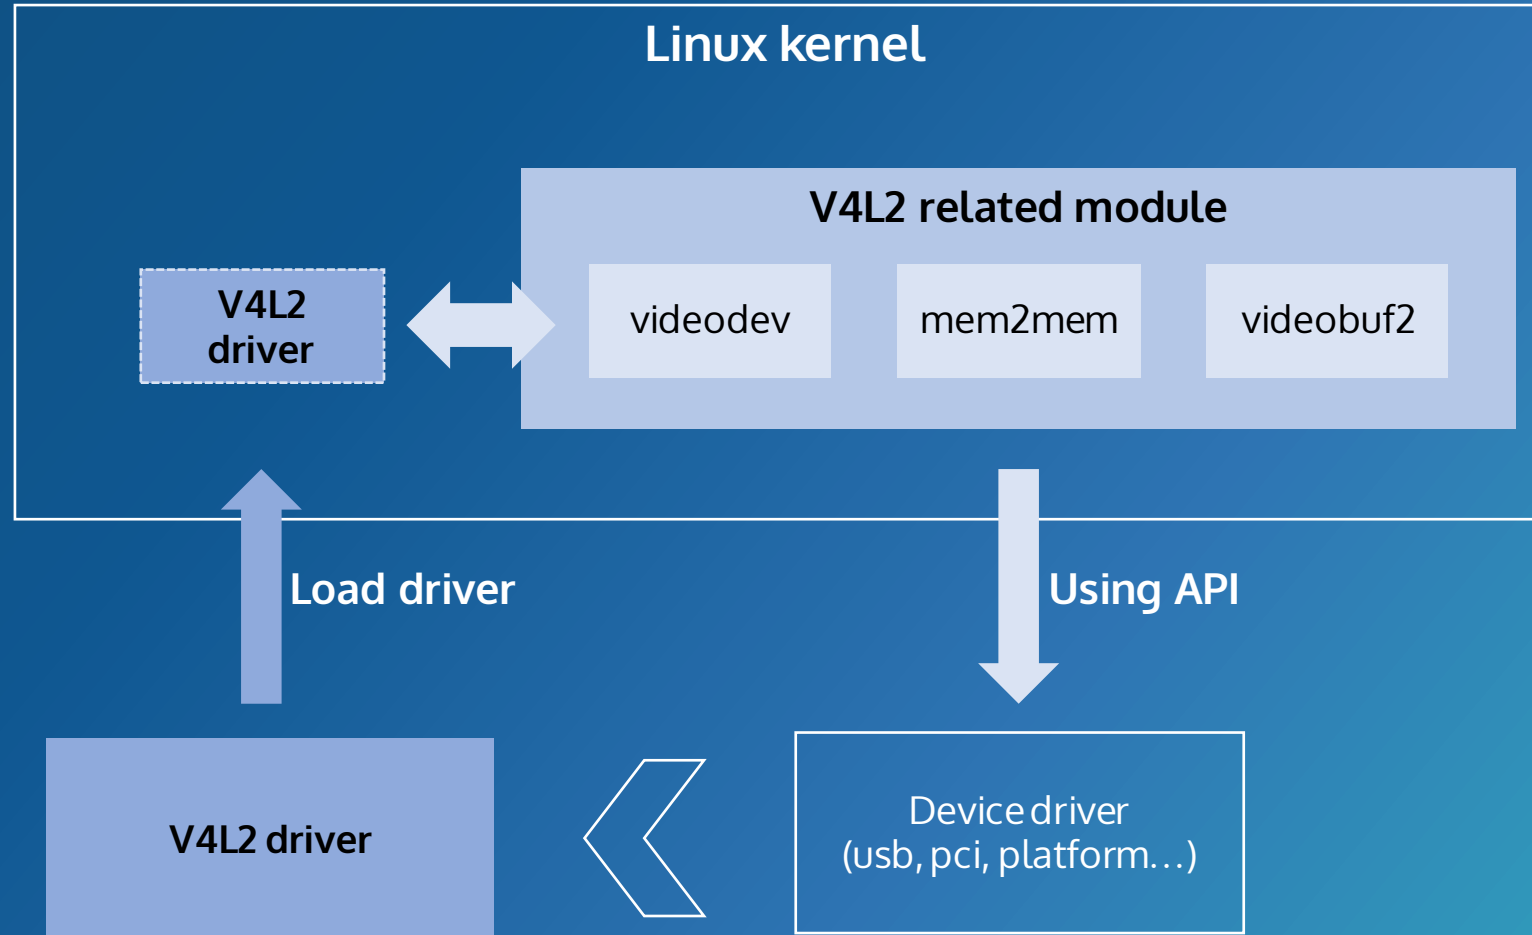 Linux kernel
V4L2 related module
V4L2
driver
videodev
mem2mem
videobuf2
Load driver
Using API
V4L2 driver
Device driver
(usb, pci, platform...)